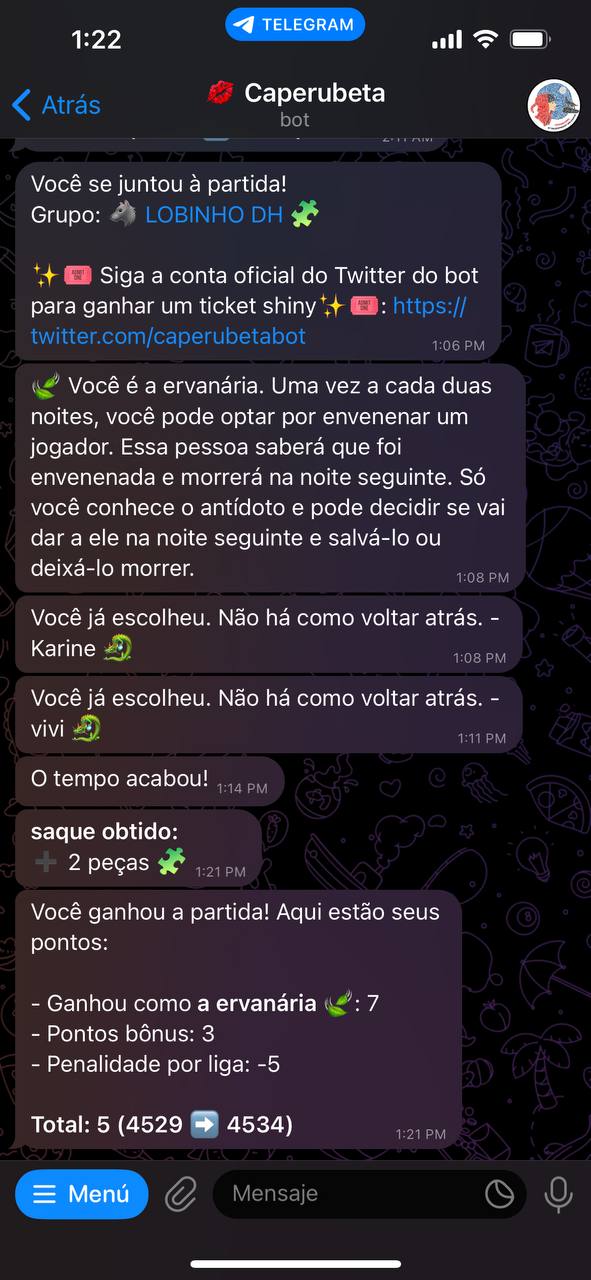 1:22
TELEGRAM
Atrás
💋 Caperubeta
bot
2:11 AM
Você se juntou à partida!
Grupo: 🐺 LOBINHO DH 🧩
✨🎟 Siga a conta oficial do Twitter do bot
para ganhar um ticket shiny✨🎟: https://
twitter.com/caperubetabot
1:06 PM
🌿 Você é a ervanária. Uma vez a cada duas
noites, você pode optar por envenenar um
jogador. Essa pessoa saberá que foi
envenenada e morrerá na noite seguinte. Só
você conhece o antídoto e pode decidir se vai
dar a ele na noite seguinte e salvá-lo ou
deixá-lo morrer.
1:08 PM
Você já escolheu. Não há como voltar atrás. -
Karine 🐉
1:08 PM
Você já escolheu. Não há como voltar atrás. -
vivi 🐉
1:11 PM
O tempo acabou! 1:14 PM
saque obtido:
➕ 2 peças 🧩 1:21 PM
Você ganhou a partida! Aqui estão seus
pontos:
- Ganhou como a ervanária 🌿: 7
- Pontos bônus: 3
- Penalidade por liga: -5
Total: 5 (4529 ➡️ 4534)
1:21 PM
Menú
Mensaje